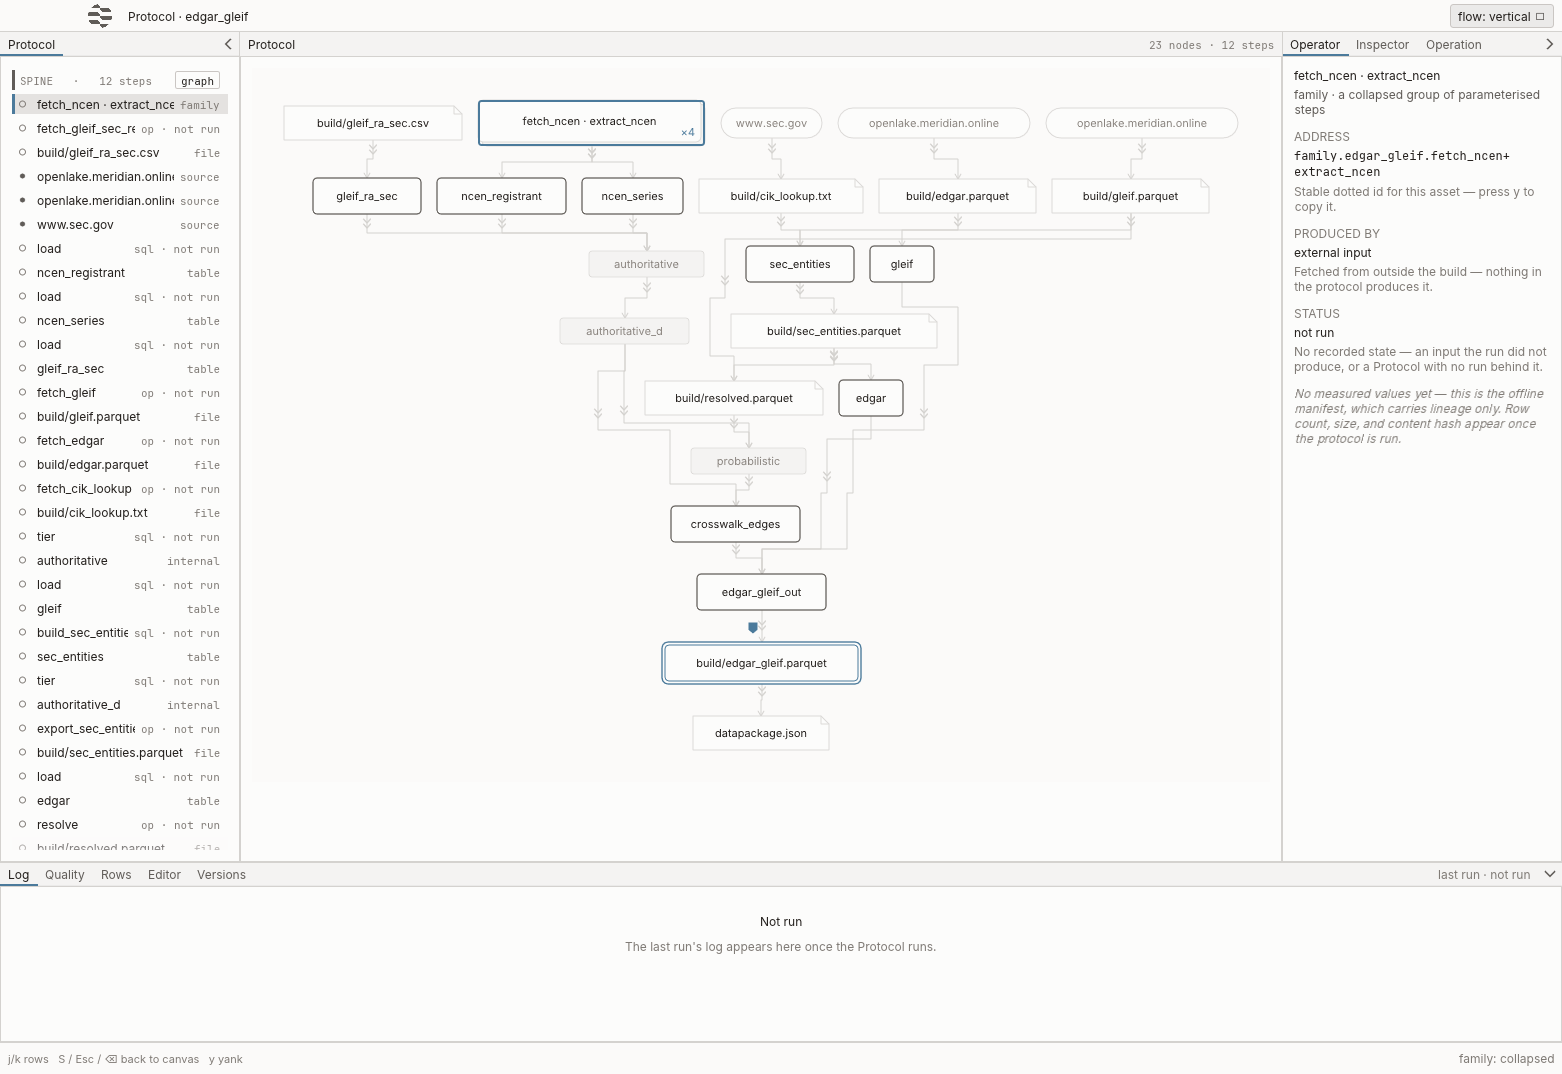 Protocol · edgar_gleif
flow: vertical
Protocol
Protocol
23 nodes · 12 steps
Operator
Inspector
Operation
SPINE · 12 steps
graph
fetch_ncen · extract_nce family
fetch_gleif_sec_re op · not run
build/gleif_ra_sec.csv file
openlake.meridian.online source
openlake.meridian.online source
www.sec.gov source
load sql · not run
ncen_registrant table
load sql · not run
ncen_series table
load sql · not run
gleif_ra_sec table
fetch_gleif op · not run
build/gleif.parquet file
fetch_edgar op · not run
build/edgar.parquet file
fetch_cik_lookup op · not run
build/cik_lookup.txt file
tier sql · not run
authoritative internal
load sql · not run
gleif table
build_sec_entitie sql · not run
sec_entities table
tier sql · not run
authoritative_d internal
export_sec_entitie op · not run
build/sec_entities.parquet file
load sql · not run
edgar table
resolve op · not run
build/resolved.parquet file
build/gleif_ra_sec.csv
fetch_ncen · extract_ncen
×4
www.sec.gov
openlake.meridian.online
openlake.meridian.online
gleif_ra_sec
ncen_registrant
ncen_series
build/cik_lookup.txt
build/edgar.parquet
build/gleif.parquet
authoritative
sec_entities
gleif
authoritative_d
build/sec_entities.parquet
build/resolved.parquet
edgar
probabilistic
crosswalk_edges
edgar_gleif_out
build/edgar_gleif.parquet
datapackage.json
fetch_ncen · extract_ncen
family · a collapsed group of parameterised
steps
ADDRESS
family.edgar_gleif.fetch_ncen+
extract_ncen
Stable dotted id for this asset — press y to
copy it.
PRODUCED BY
external input
Fetched from outside the build — nothing in
the protocol produces it.
STATUS
not run
No recorded state — an input the run did not
produce, or a Protocol with no run behind it.
No measured values yet — this is the offline
manifest, which carries lineage only. Row
count, size, and content hash appear once
the protocol is run.
Log
Quality
Rows
Editor
Versions
last run · not run
Not run
The last run's log appears here once the Protocol runs.
j/k rows S / Esc / ⌫ back to canvas y yank
family: collapsed